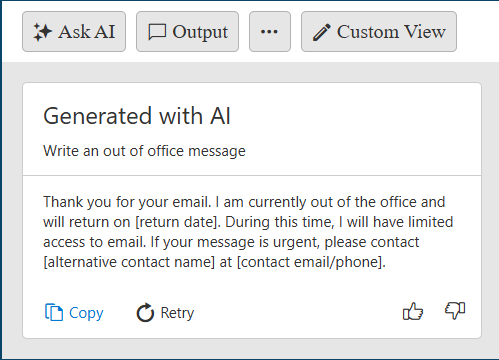 Ask AI Output ... Custom View
Generated with AI
Write an out of office message
Thank you for your email. I am currently out of the office and
will return on [return date]. During this time, I will have limited
access to email. If your message is urgent, please contact
[alternative contact name] at [contact email/phone].
Copy Retry